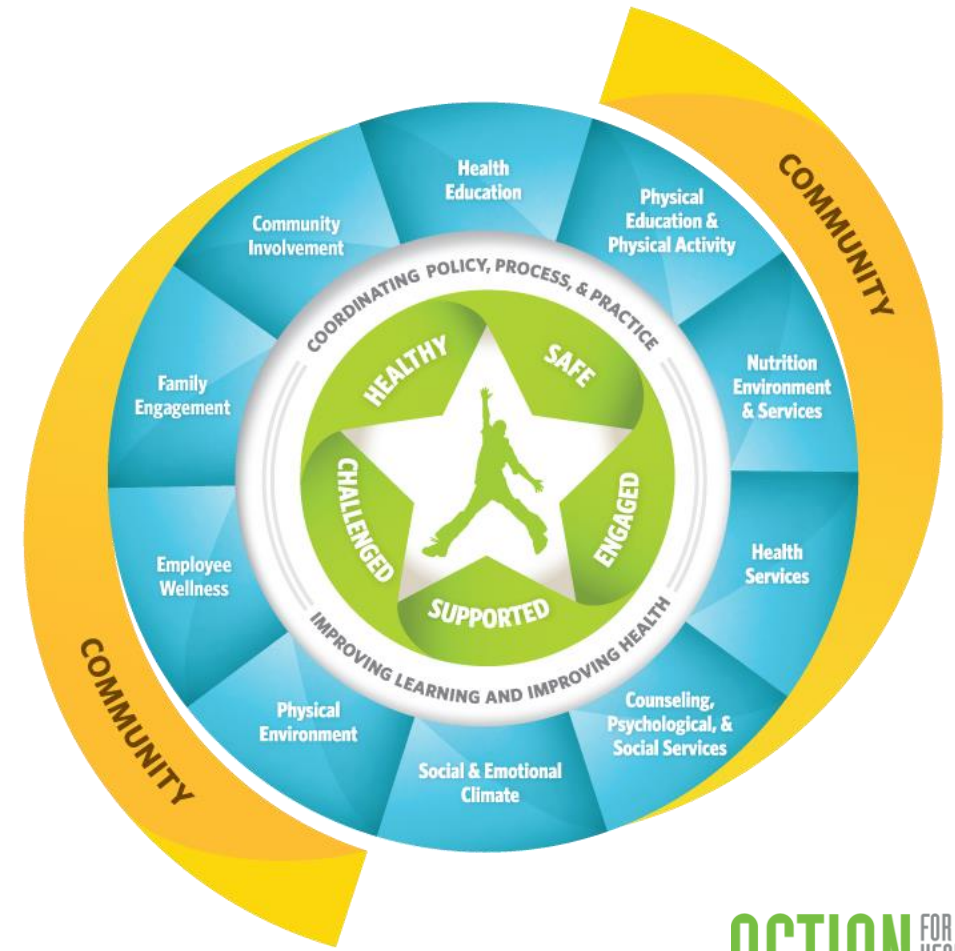 COMMUNITY
Health
Education
Physical
Education &
Physical Activity
Nutrition
Environment
& Services
Health
Services
Counseling,
Psychological, &
Social Services
Social & Emotional
Climate
Physical
Environment
Employee
Wellness
Family
Engagement
Community
Involvement
COORDINATING POLICY, PROCESS, & PRACTICE
IMPROVING LEARNING AND IMPROVING HEALTH
HEALTHY
SAFE
ENGAGED
SUPPORTED
CHALLENGED
COMMUNITY
ACTION FOR